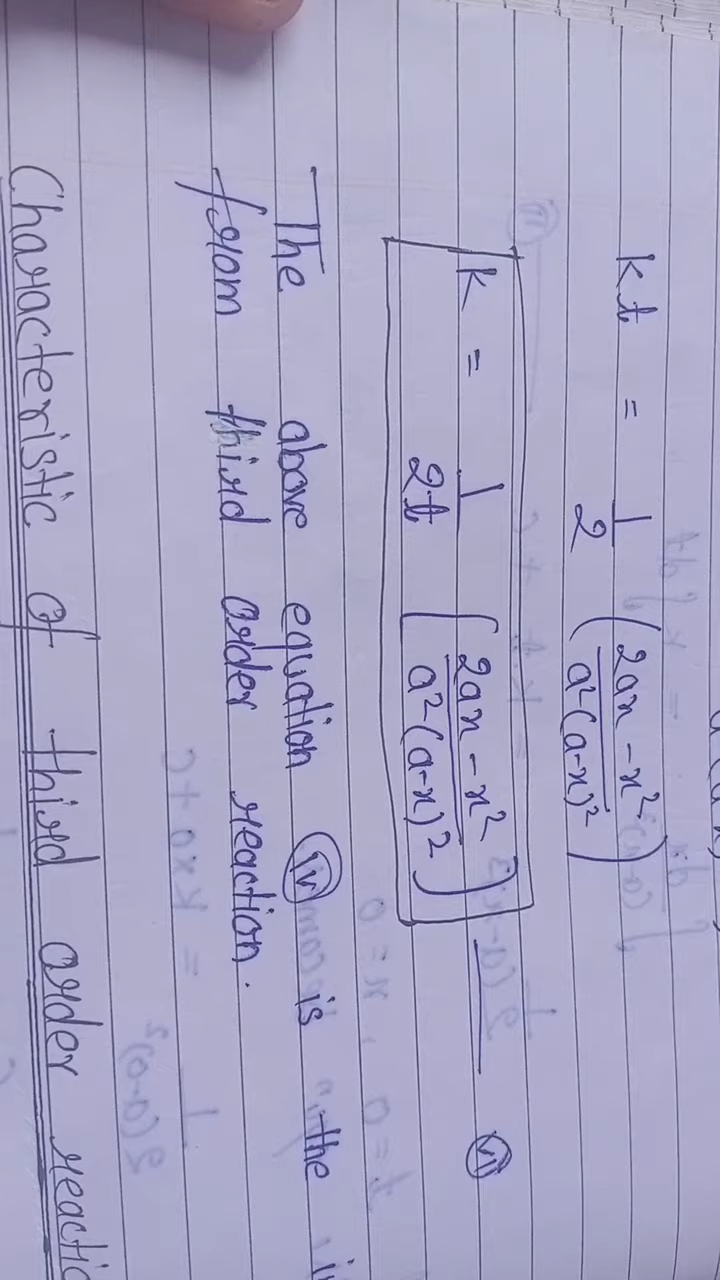 kt = 1/2 (2ax - x²/a²(a-x)²)
k = 1/2t (2ax - x²/a²(a-x)²) — (vi)
The above equation (iv) is the
from third order reaction.
Characteristic of third order